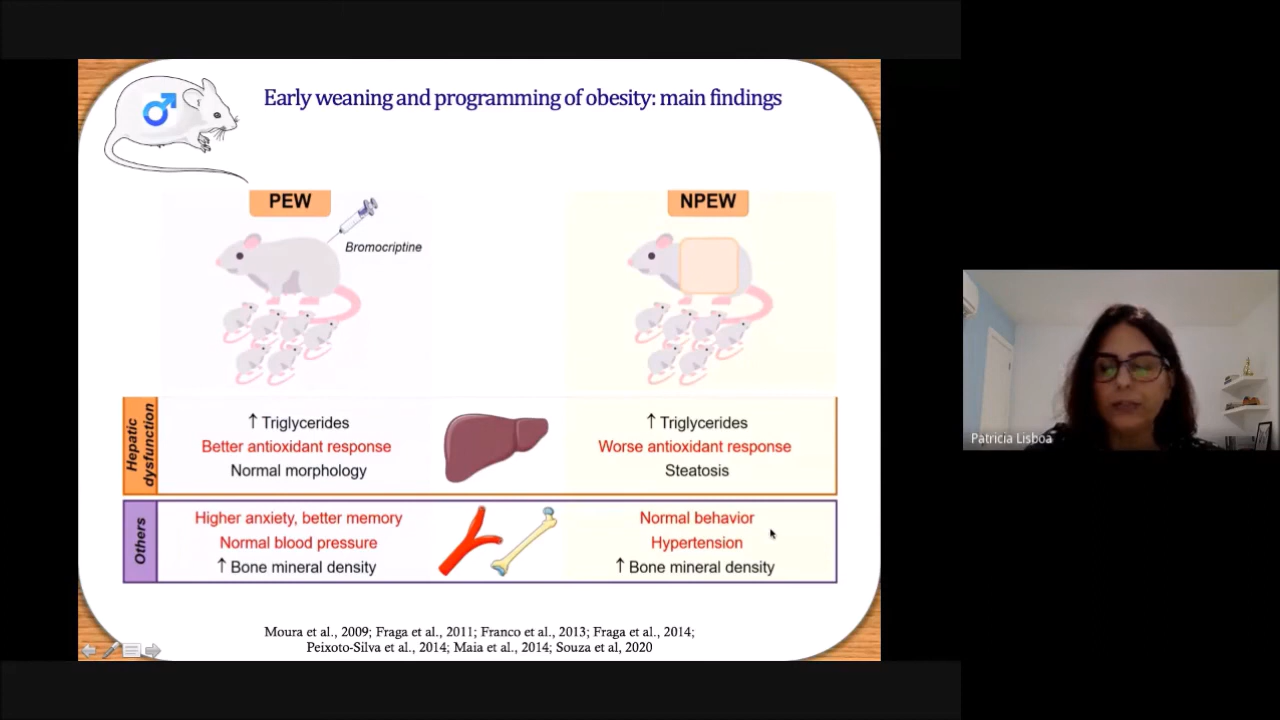 Early weaning and programming of obesity: main findings
PEW
Bromocriptine
NPEW
Hepatic
dysfunction
↑ Triglycerides
Better antioxidant response
Normal morphology
↑ Triglycerides
Worse antioxidant response
Steatosis
Others
Higher anxiety, better memory
Normal blood pressure
↑ Bone mineral density
Normal behavior
Hypertension
↑ Bone mineral density
Moura et al., 2009; Fraga et al., 2011; Franco et al., 2013; Fraga et al., 2014;
Peixoto-Silva et al., 2014; Maia et al., 2014; Souza et al, 2020
Patricia Lisboa